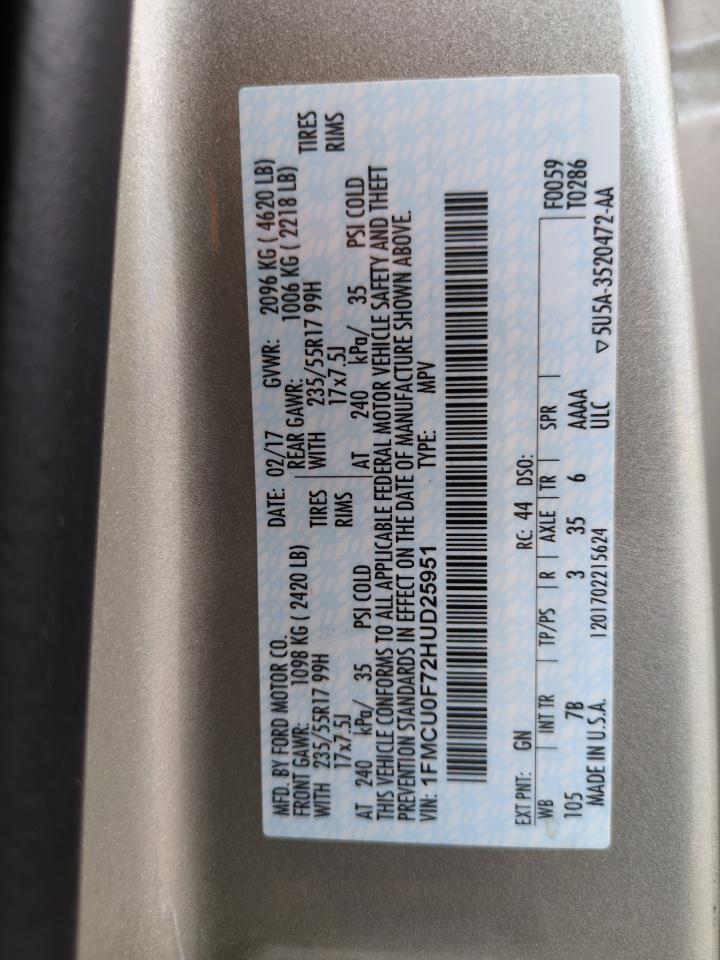 MFD. BY FORD MOTOR CO. DATE: 02/17 GVWR: 2096 KG ( 4620 LB)
FRONT GAWR: 1098 KG ( 2420 LB) REAR GAWR: 1006 KG ( 2218 LB)
WITH 235/55R17 99H TIRES WITH 235/55R17 99H TIRES
17x7.5J RIMS 17x7.5J RIMS
AT 240 kPa/ 35 PSI COLD AT 240 kPa/ 35 PSI COLD
THIS VEHICLE CONFORMS TO ALL APPLICABLE FEDERAL MOTOR VEHICLE SAFETY AND THEFT
PREVENTION STANDARDS IN EFFECT ON THE DATE OF MANUFACTURE SHOWN ABOVE.
VIN: 1FMCU0F72HUD25951 TYPE: MPV
EXT PNT: GN RC: 44 DSO: F0059
WB INT TR TP/PS R AXLE TR SPR T0286
105 7B 3 35 6 AAAA
MADE IN U.S.A. 1201702215624 ULC ▽5U5A-3520472-AA